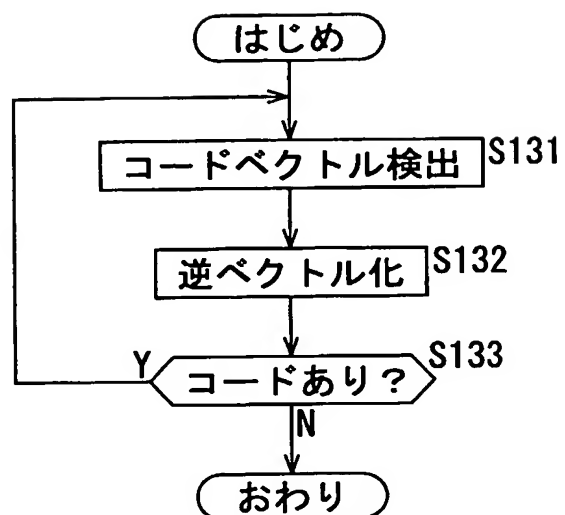 はじめ
コードベクトル検出 S131
逆ベクトル化 S132
コードあり？ S133
Y
N
おわり